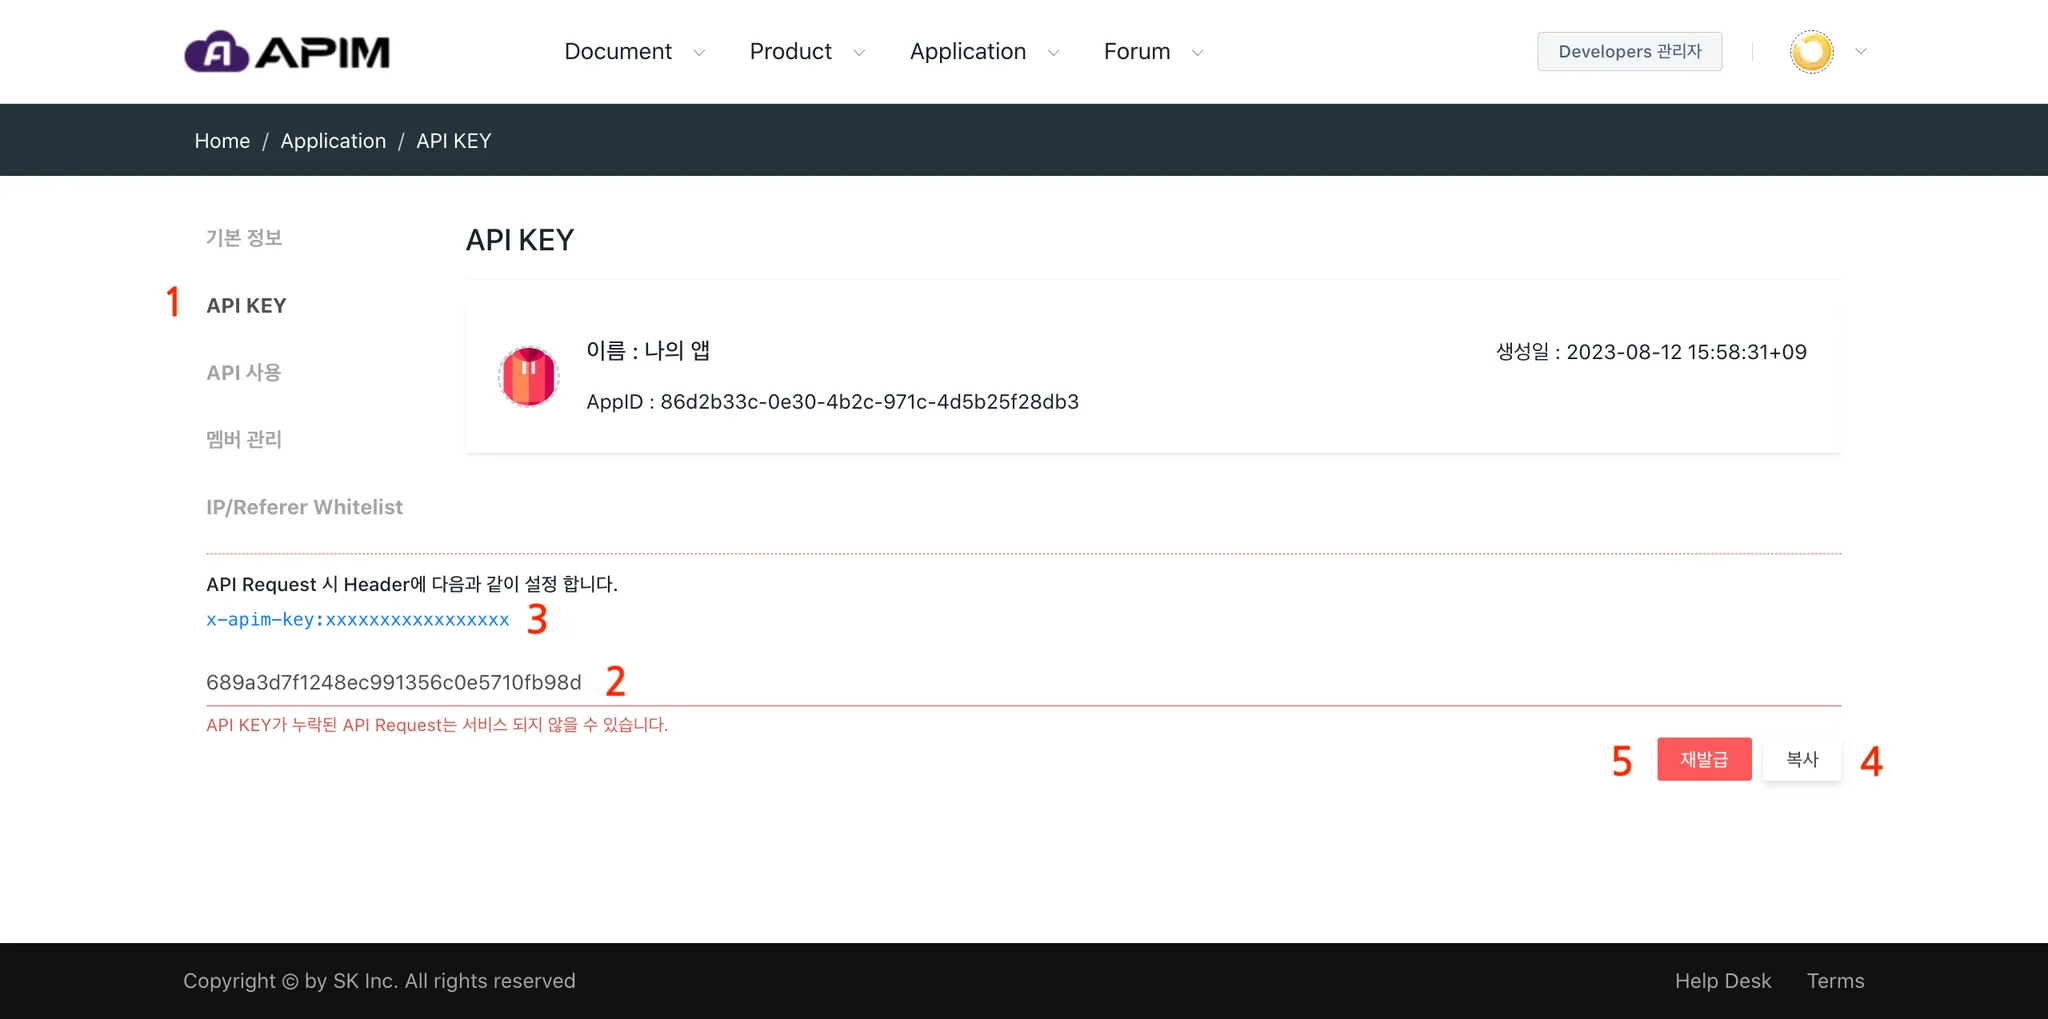 APIM
Document Product Application Forum Developers 관리자
Home / Application / API KEY
기본 정보
API KEY
1 API KEY
이름 : 나의 앱
생성일 : 2023-08-12 15:58:31+09
API 사용
AppID : 86d2b33c-0e30-4b2c-971c-4d5b25f28db3
멤버 관리
IP/Referer Whitelist
API Request 시 Header에 다음과 같이 설정 합니다.
x-apim-key:xxxxxxxxxxxxxxxxx 3
689a3d7f1248ec991356c0e5710fb98d 2
API KEY가 누락된 API Request는 서비스 되지 않을 수 있습니다.
5 재발급 복사 4
Copyright © by SK Inc. All rights reserved Help Desk Terms